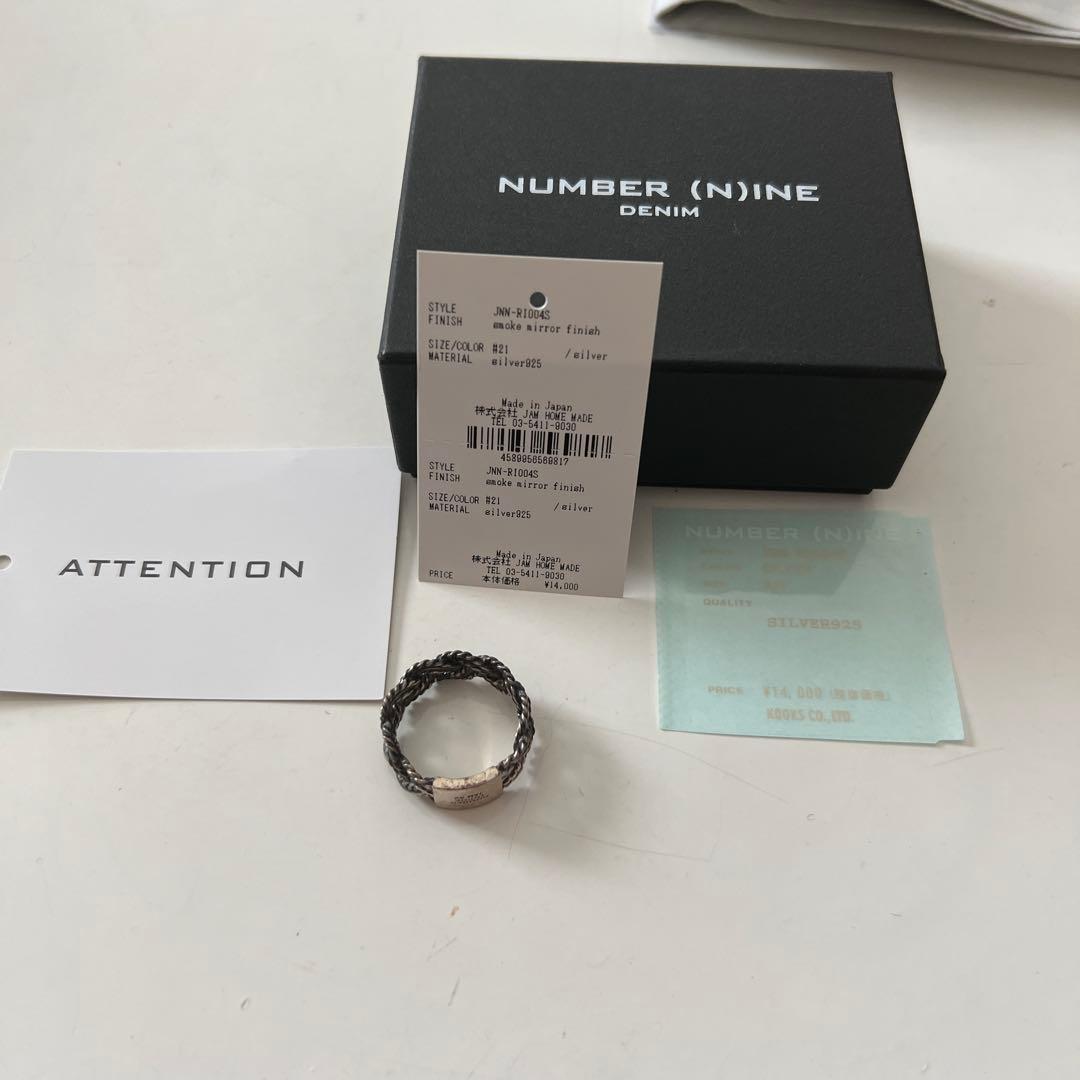 NUMBER (N)INE
DENIM
STYLE JNN-RI004S
FINISH smoke mirror finish
SIZE/COLOR #21 /silver
MATERIAL silver925
Made in Japan
株式会社 JAM HOME MADE
TEL 03-5411-9030
4589956569817
STYLE JNN-RI004S
FINISH smoke mirror finish
SIZE/COLOR #21 /silver
MATERIAL silver925
Made in Japan
株式会社 JAM HOME MADE
TEL 03-5411-9030
PRICE 本体価格 ¥14,000
ATTENTION
NUMBER (N)INE
QUALITY
SILVER925
PRICE ¥14,000
KOOKS CO.,LTD.